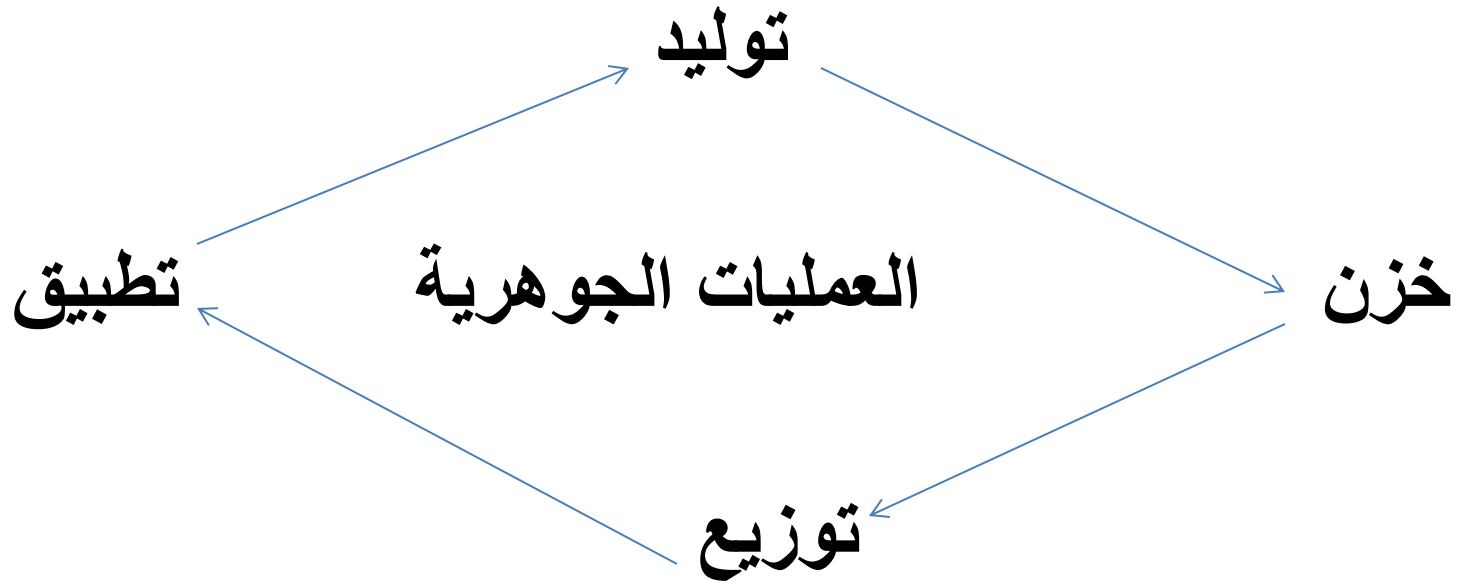 توليد
خزن
العمليات الجوهرية
تطبيق
توزيع